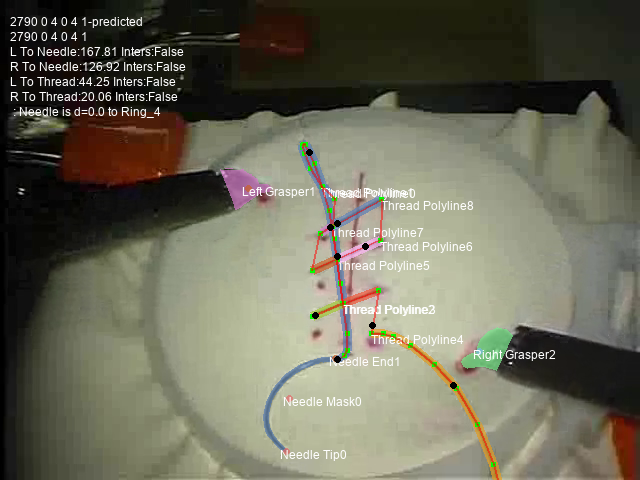 2790 0 4 0 4 1-predicted
2790 0 4 0 4 1
L To Needle:167.81 Inters:False
R To Needle:126.92 Inters:False
L To Thread:44.25 Inters:False
R To Thread:20.06 Inters:False
: Needle is d=0.0 to Ring_4
Left Grasper1
Thread Polyline8
Thread Polyline7
Thread Polyline6
Thread Polyline5
Thread Polyline4
Right Grasper2
Needle End1
Needle Mask0
Needle Tip0